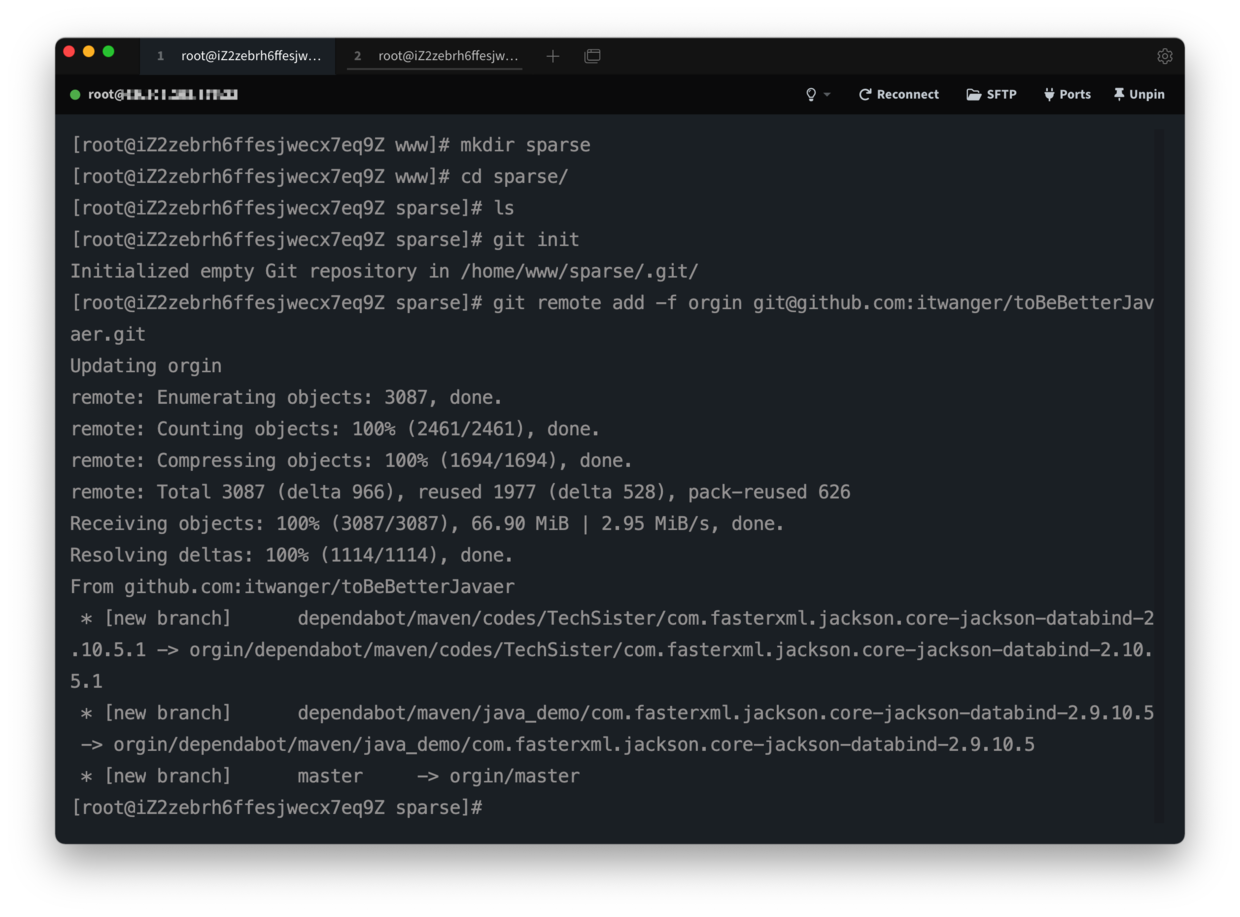 1 root@iZ2zebrh6ffesjw... 2 root@iZ2zebrh6ffesjw...
root@
Reconnect SFTP Ports Unpin
[root@iZ2zebrh6ffesjwecx7eq9Z www]# mkdir sparse
[root@iZ2zebrh6ffesjwecx7eq9Z www]# cd sparse/
[root@iZ2zebrh6ffesjwecx7eq9Z sparse]# ls
[root@iZ2zebrh6ffesjwecx7eq9Z sparse]# git init
Initialized empty Git repository in /home/www/sparse/.git/
[root@iZ2zebrh6ffesjwecx7eq9Z sparse]# git remote add -f orgin git@github.com:itwanger/toBeBetterJav
aer.git
Updating orgin
remote: Enumerating objects: 3087, done.
remote: Counting objects: 100% (2461/2461), done.
remote: Compressing objects: 100% (1694/1694), done.
remote: Total 3087 (delta 966), reused 1977 (delta 528), pack-reused 626
Receiving objects: 100% (3087/3087), 66.90 MiB | 2.95 MiB/s, done.
Resolving deltas: 100% (1114/1114), done.
From github.com:itwanger/toBeBetterJavaer
 * [new branch]      dependabot/maven/codes/TechSister/com.fasterxml.jackson.core-jackson-databind-2
.10.5.1 -> orgin/dependabot/maven/codes/TechSister/com.fasterxml.jackson.core-jackson-databind-2.10.
5.1
 * [new branch]      dependabot/maven/java_demo/com.fasterxml.jackson.core-jackson-databind-2.9.10.5
 -> orgin/dependabot/maven/java_demo/com.fasterxml.jackson.core-jackson-databind-2.9.10.5
 * [new branch]      master     -> orgin/master
[root@iZ2zebrh6ffesjwecx7eq9Z sparse]#